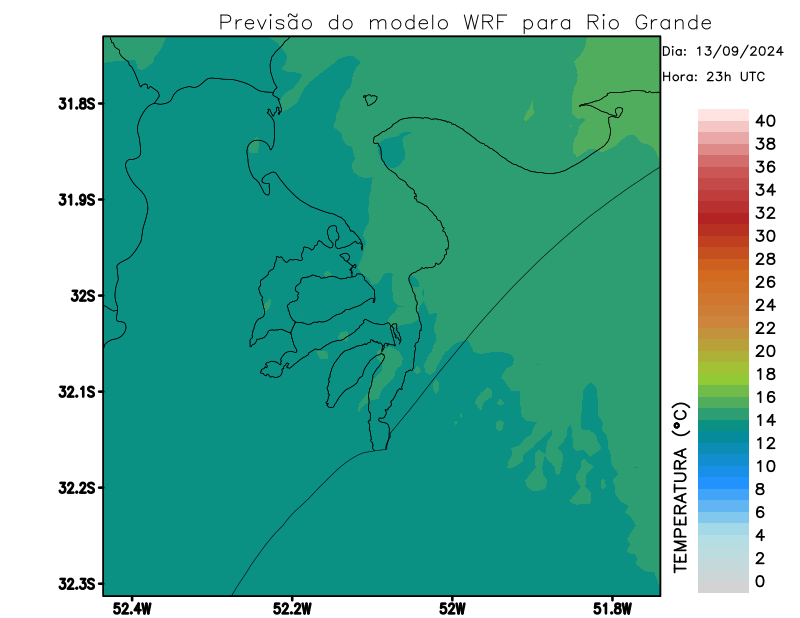 Previsão do modelo WRF para Rio Grande
Dia: 13/09/2024
Hora: 23h UTC
31.8S
31.9S
32S
32.1S
32.2S
32.3S
52.4W
52.2W
52W
51.8W
TEMPERATURA (°C)
40
38
36
34
32
30
28
26
24
22
20
18
16
14
12
10
8
6
4
2
0